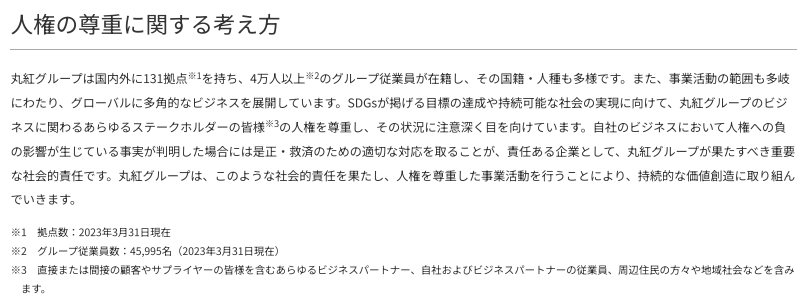 人権の尊重に関する考え方
丸紅グループは国内外に131拠点※1を持ち、4万人以上※2のグループ従業員が在籍し、その国籍・人種も多様です。また、事業活動の範囲も多岐
にわたり、グローバルに多角的なビジネスを展開しています。SDGsが掲げる目標の達成や持続可能な社会の実現に向けて、丸紅グループのビジ
ネスに関わるあらゆるステークホルダーの皆様※3の人権を尊重し、その状況に注意深く目を向けています。自社のビジネスにおいて人権への負
の影響が生じている事実が判明した場合には是正・救済のための適切な対応を取ることが、責任ある企業として、丸紅グループが果たすべき重要
な社会的責任です。丸紅グループは、このような社会的責任を果たし、人権を尊重した事業活動を行うことにより、持続的な価値創造に取り組ん
でいきます。
※1 拠点数：2023年3月31日現在
※2 グループ従業員数：45,995名（2023年3月31日現在）
※3 直接または間接の顧客やサプライヤーの皆様を含むあらゆるビジネスパートナー、自社およびビジネスパートナーの従業員、周辺住民の方々や地域社会などを含み
ます。